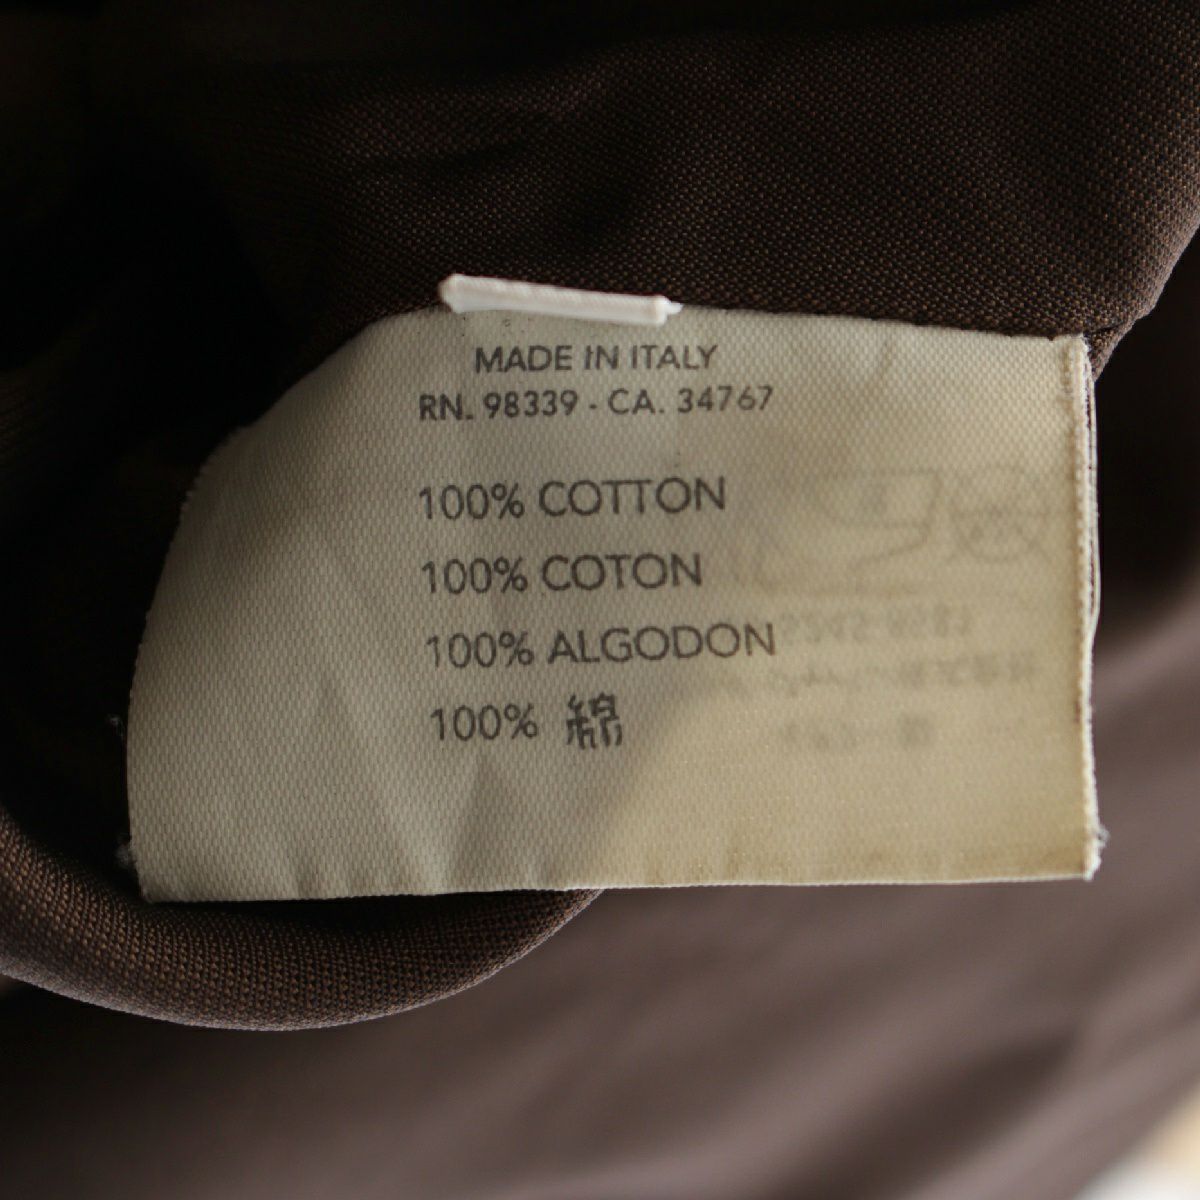 MADE IN ITALY
RN. 98339 - CA. 34767
100% COTTON
100% COTON
100% ALGODON
100% 綿